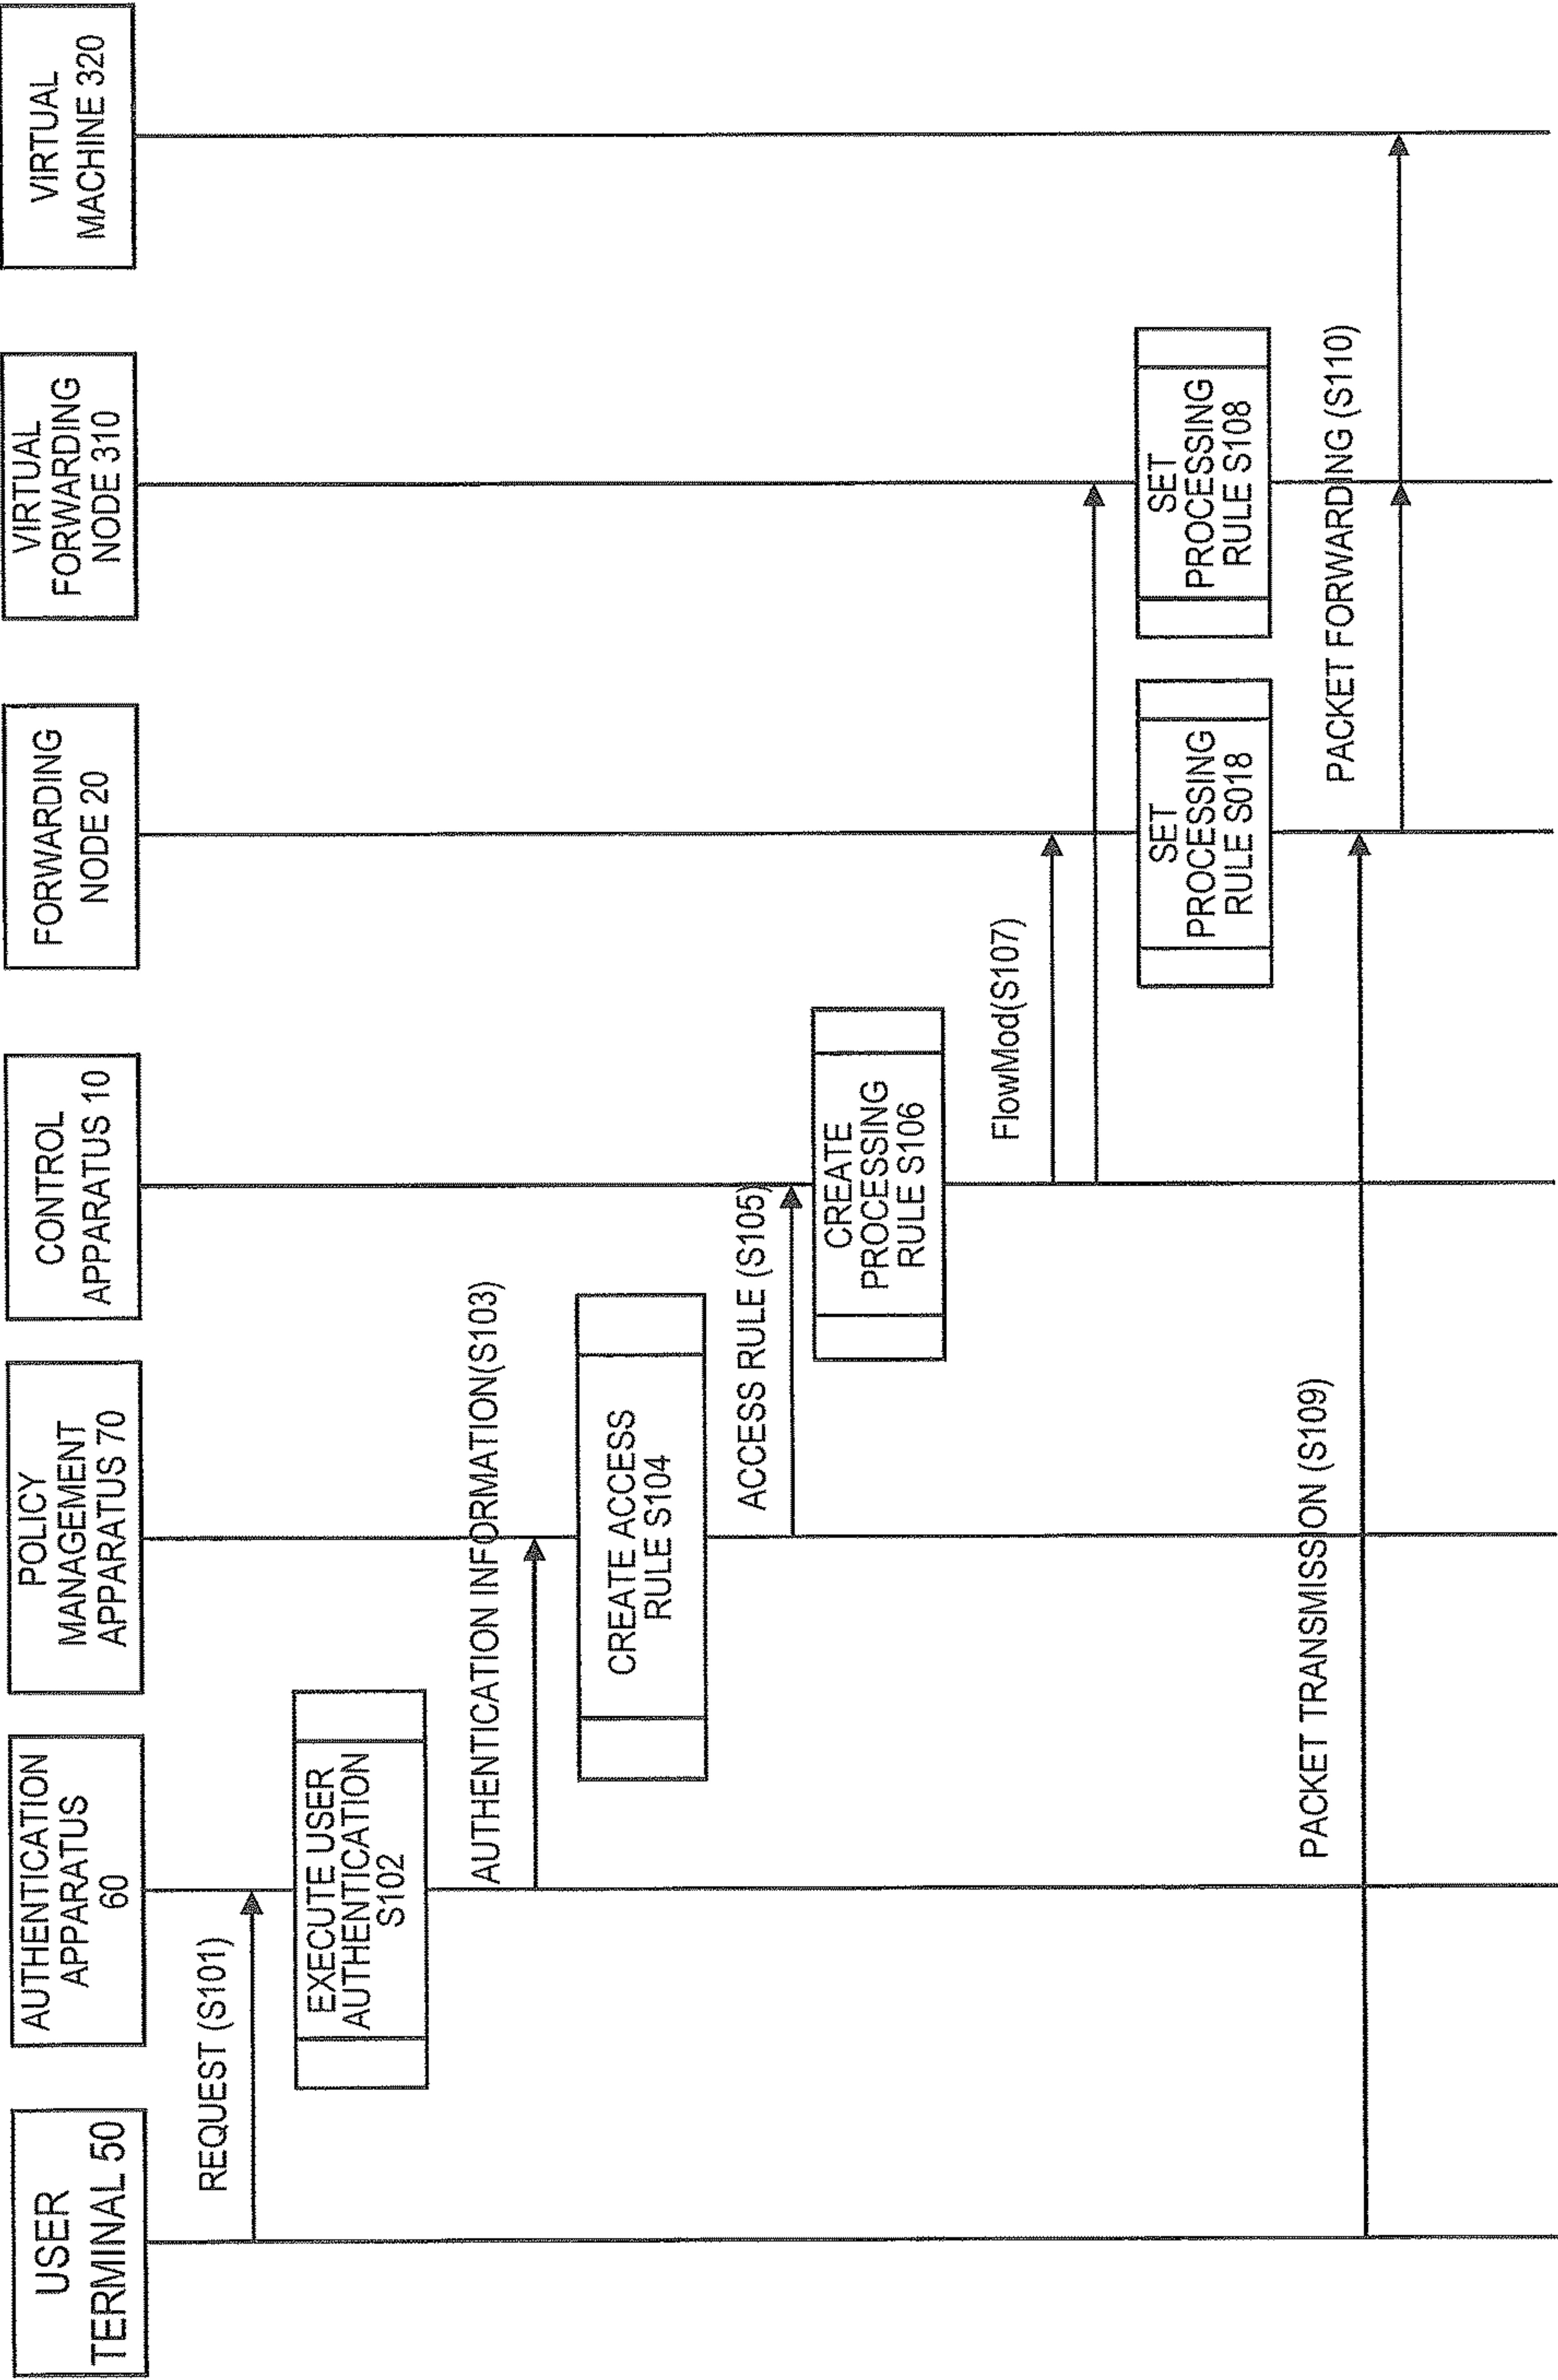 USER
TERMINAL 50
AUTHENTICATION
APPARATUS
60
POLICY
MANAGEMENT
APPARATUS 70
CONTROL
APPARATUS 10
FORWARDING
NODE 20
VIRTUAL
FORWARDING
NODE 310
VIRTUAL
MACHINE 320
REQUEST (S101)
EXECUTE USER
AUTHENTICATION
S102
AUTHENTICATION INFORMATION(S103)
CREATE ACCESS
RULE S104
ACCESS RULE (S105)
CREATE
PROCESSING
RULE S106
FlowMod(S107)
SET
PROCESSING
RULE S018
SET
PROCESSING
RULE S108
PACKET TRANSMISSION (S109)
PACKET FORWARDING (S110)